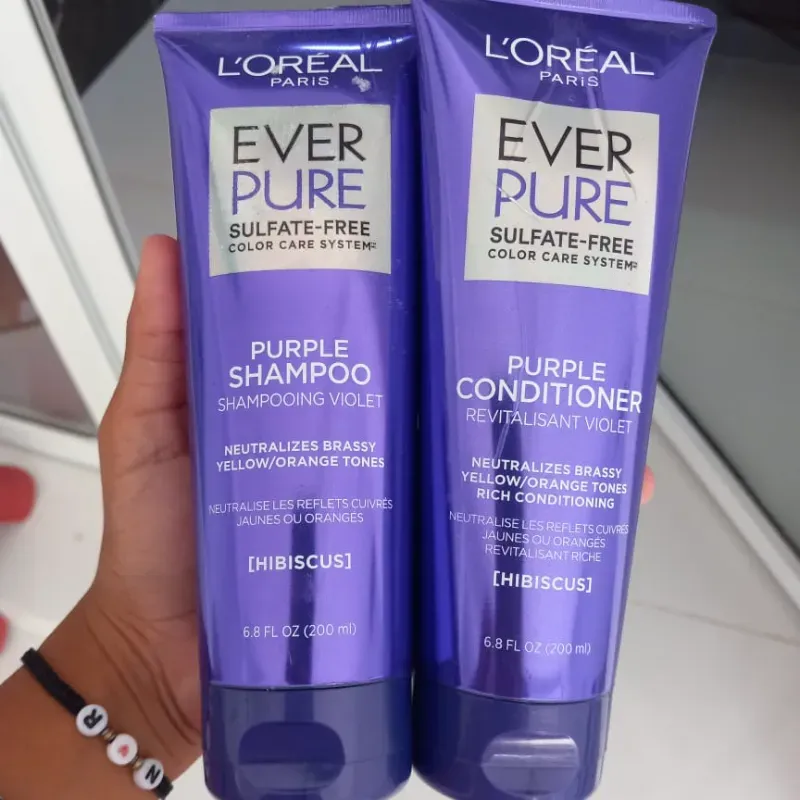 L'ORÉAL
PARIS
EVER
PURE
SULFATE-FREE
COLOR CARE SYSTEM
PURPLE
SHAMPOO
SHAMPOOING VIOLET
NEUTRALIZES BRASSY
YELLOW/ORANGE TONES
NEUTRALISE LES REFLETS CUIVRÉS
JAUNES OU ORANGÉS
[HIBISCUS]
6.8 FL OZ (200 ml)
L'ORÉAL
PARIS
EVER
PURE
SULFATE-FREE
COLOR CARE SYSTEM
PURPLE
CONDITIONER
REVITALISANT VIOLET
NEUTRALIZES BRASSY
YELLOW/ORANGE TONES
RICH CONDITIONING
NEUTRALISE LES REFLETS CUIVRÉS
JAUNES OU ORANGÉS
REVITALISANT RICHE
[HIBISCUS]
6.8 FL OZ (200 ml)
R N